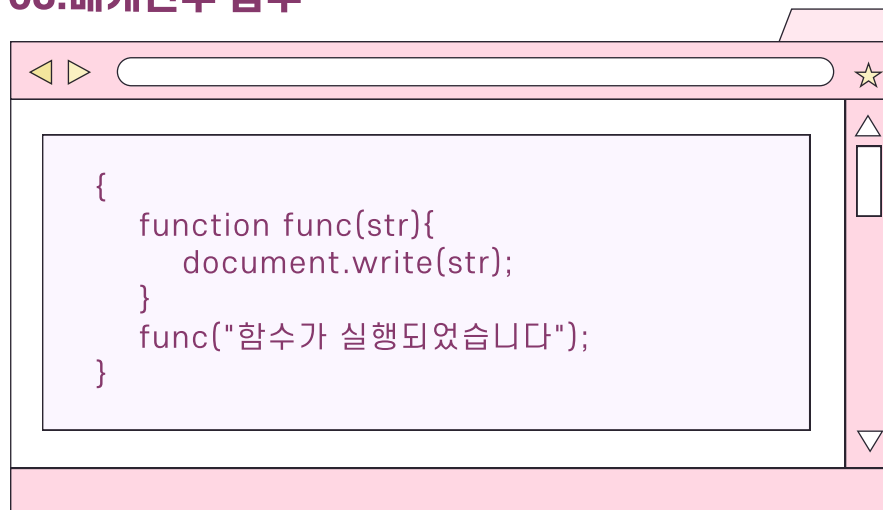 {
function func(str){
document.write(str);
}
func("함수가 실행되었습니다");
}